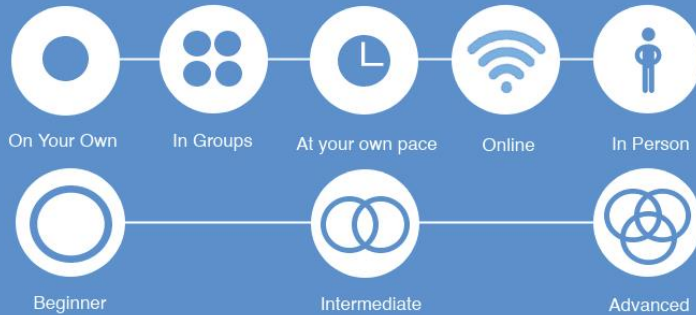 On Your Own
In Groups
At your own pace
Online
In Person
Beginner
Intermediate
Advanced